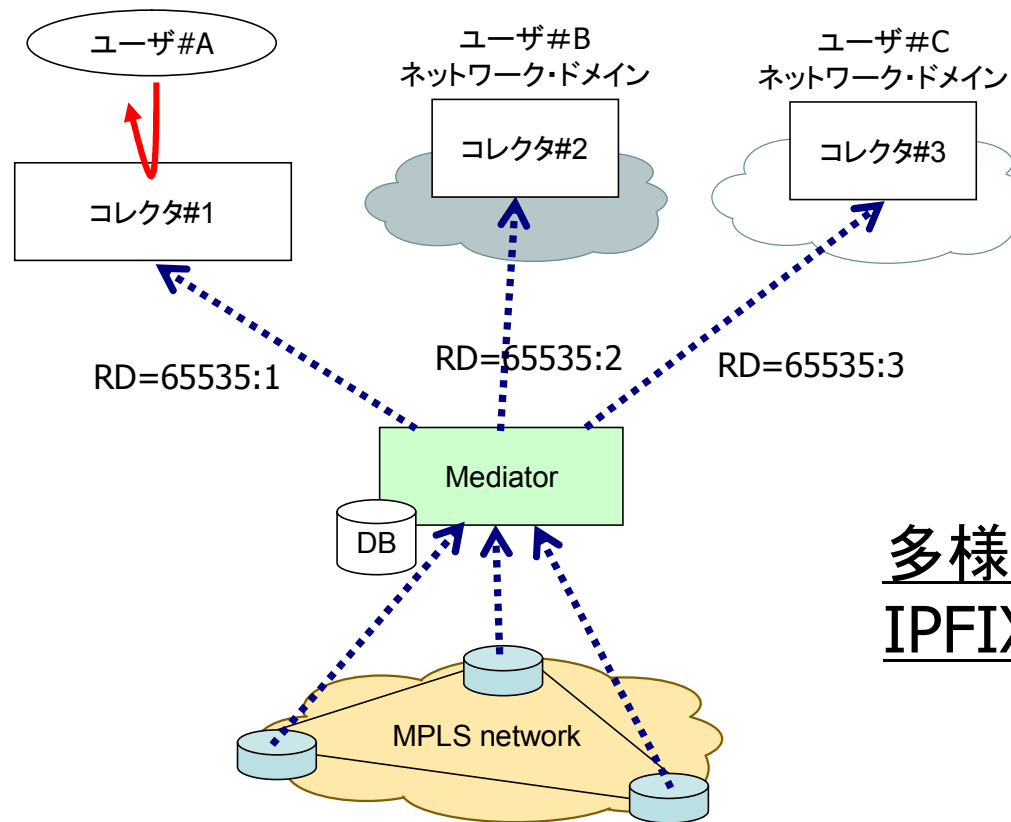 ユーザ#A
ユーザ＃B
ネットワーク・ドメイン
ユーザ＃C
ネットワーク・ドメイン
コレクタ#1
コレクタ#2
コレクタ#3
RD=65535:1
RD=65535:2
RD=65535:3
Mediator
DB
多様
IPFIX
MPLS network